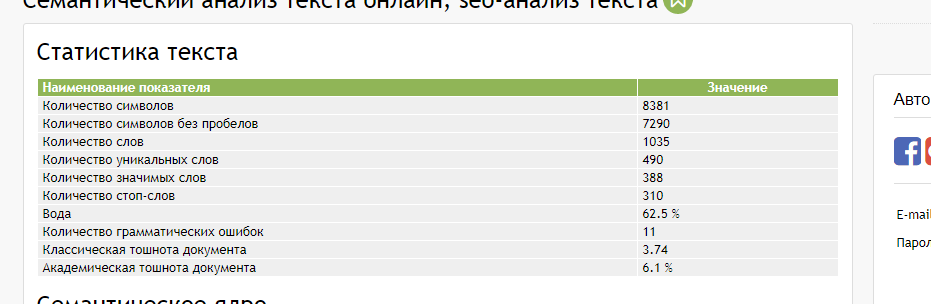 Семантический анализ текста онлайн, seo-анализ текста
Статистика текста
Наименование показателя Значение
Количество символов 8381
Количество символов без пробелов 7290
Количество слов 1035
Количество уникальных слов 490
Количество значимых слов 388
Количество стоп-слов 310
Вода 62.5 %
Количество грамматических ошибок 11
Классическая тошнота документа 3.74
Академическая тошнота документа 6.1 %
Семантическое ядро
Авто
E-mail
Парол